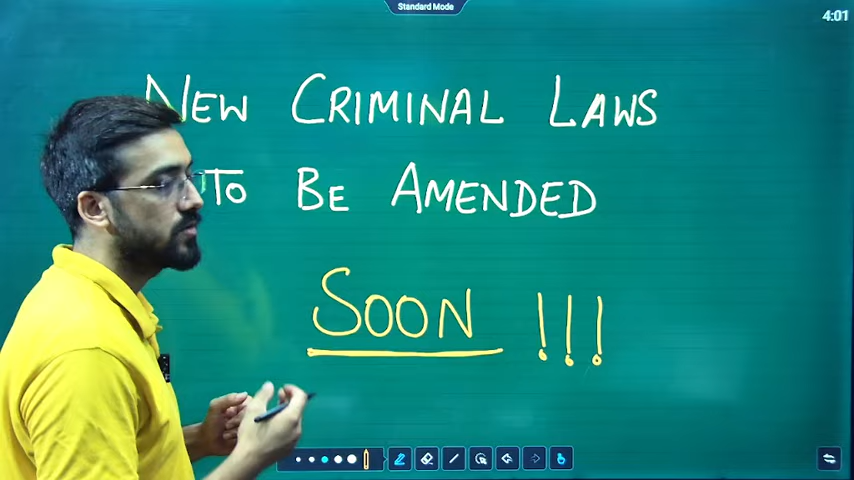 Standard Mode
4:01
NEW CRIMINAL LAWS
TO BE AMENDED
SOON !!!